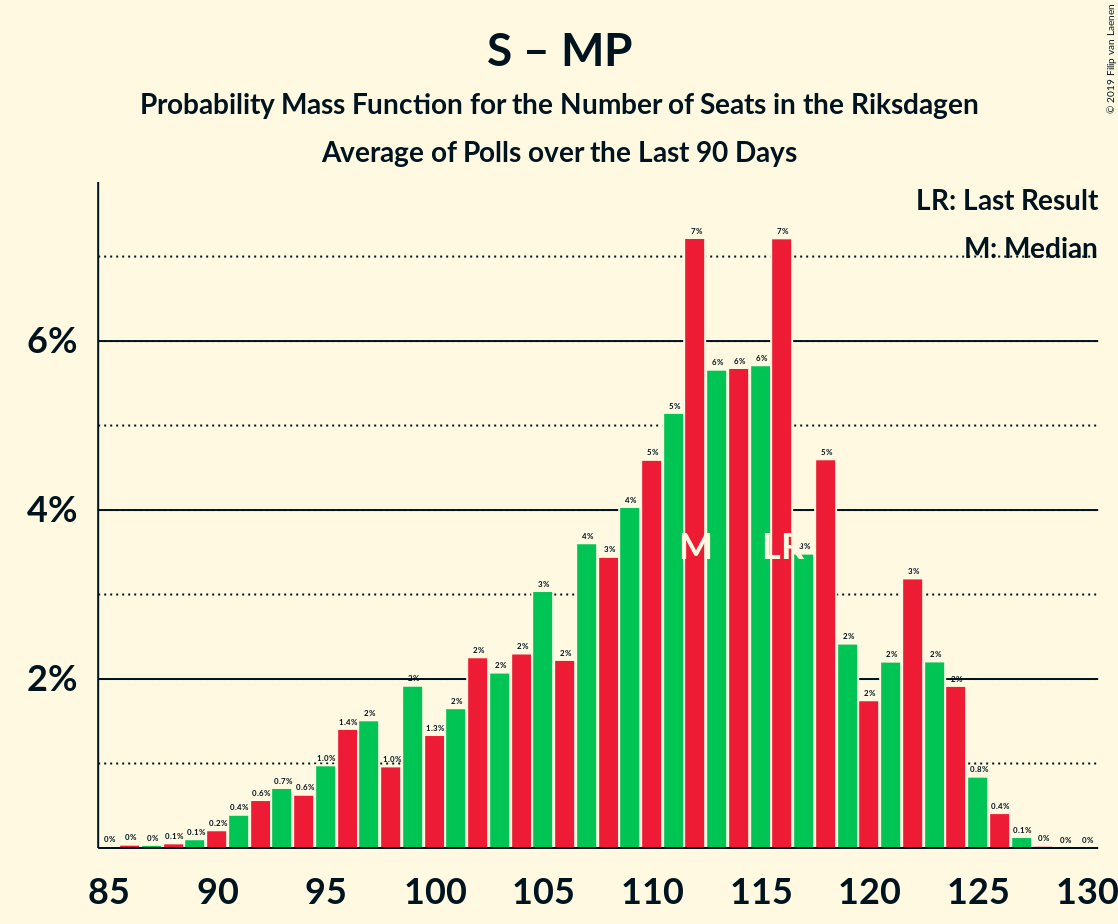 S – MP
Probability Mass Function for the Number of Seats in the Riksdagen
Average of Polls over the Last 90 Days
© 2019 Filip van Laenen
LR: Last Result
M: Median
6%
4%
2%
0% 0% 0% 0.1% 0.1% 0.2% 0.4% 0.6% 0.7% 0.6% 1.0% 1.4% 2% 1.0% 2% 1.3% 2% 2% 2% 2% 3% 2% 4% 3% 4% 5% 5% 7% 6% 6% 6% 7% 3% 5% 2% 2% 2% 3% 2% 2% 0.8% 0.4% 0.1% 0% 0% 0%
M LR
85 90 95 100 105 110 115 120 125 130